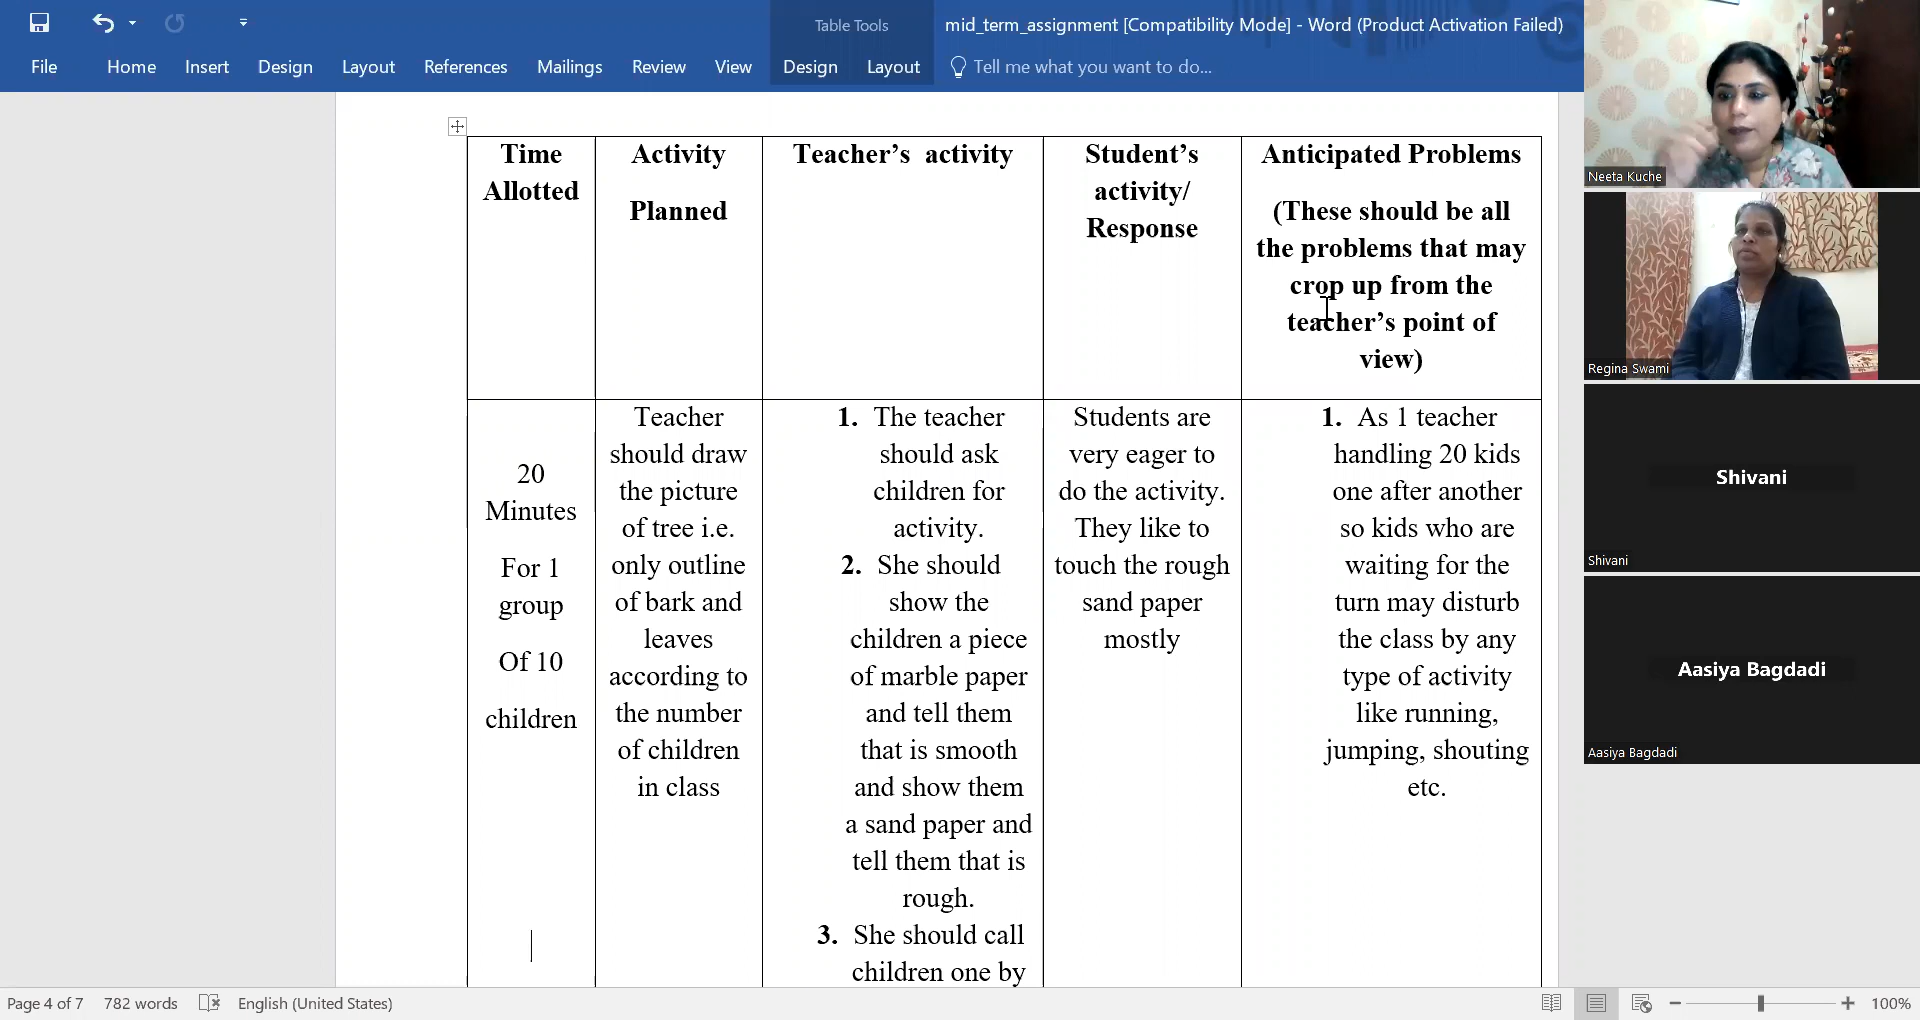 Table Tools
mid_term_assignment [Compatibility Mode] - Word (Product Activation Failed)
File Home Insert Design Layout References Mailings Review View Design Layout Tell me what you want to do...
Time
Allotted
Activity
Planned
Teacher’s activity
Student’s
activity/
Response
Anticipated Problems
(These should be all
the problems that may
crop up from the
teacher’s point of
view)
20
Minutes
For 1
group
Of 10
children
Teacher
should draw
the picture
of tree i.e.
only outline
of bark and
leaves
according to
the number
of children
in class
1. The teacher
should ask
children for
activity.
2. She should
show the
children a piece
of marble paper
and tell them
that is smooth
and show them
a sand paper and
tell them that is
rough.
3. She should call
children one by
Students are
very eager to
do the activity.
They like to
touch the rough
sand paper
mostly
1. As 1 teacher
handling 20 kids
one after another
so kids who are
waiting for the
turn may disturb
the class by any
type of activity
like running,
jumping, shouting
etc.
Neeta Kuche
Regina Swami
Shivani
Shivani
Aasiya Bagdadi
Aasiya Bagdadi
Page 4 of 7 782 words English (United States) 100%